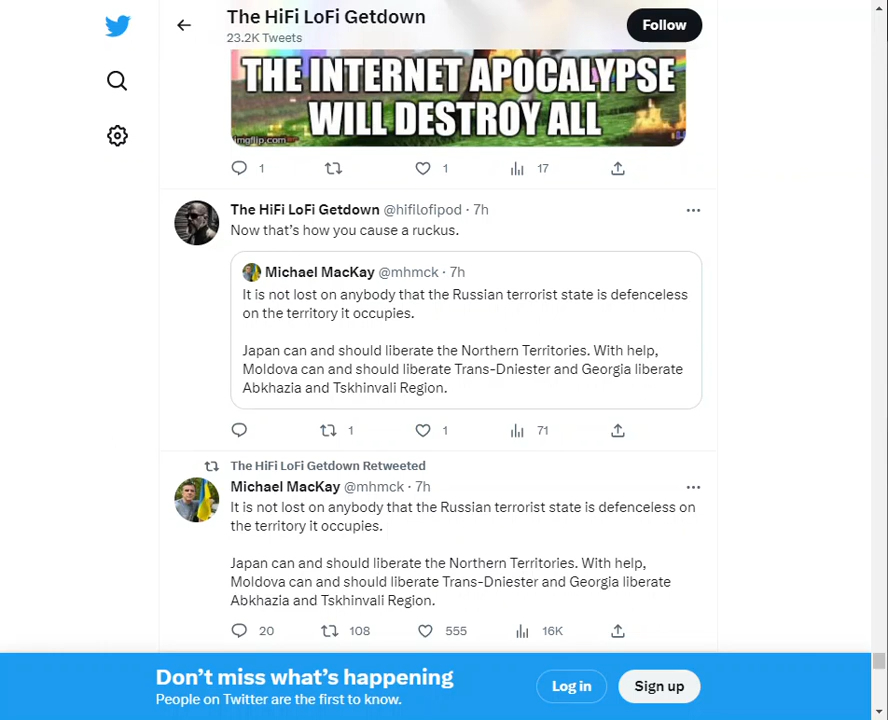 The HiFi LoFi Getdown
23.2K Tweets
Follow
THE INTERNET APOCALYPSE
WILL DESTROY ALL
imgflip.com
1
1
17
The HiFi LoFi Getdown @hifilofipod · 7h
Now that's how you cause a ruckus.
Michael MacKay @mhmck · 7h
It is not lost on anybody that the Russian terrorist state is defenceless
on the territory it occupies.
Japan can and should liberate the Northern Territories. With help,
Moldova can and should liberate Trans-Dniester and Georgia liberate
Abkhazia and Tskhinvali Region.
1
1
71
The HiFi LoFi Getdown Retweeted
Michael MacKay @mhmck · 7h
It is not lost on anybody that the Russian terrorist state is defenceless on
the territory it occupies.
Japan can and should liberate the Northern Territories. With help,
Moldova can and should liberate Trans-Dniester and Georgia liberate
Abkhazia and Tskhinvali Region.
20
108
555
16K
Don't miss what's happening
People on Twitter are the first to know.
Log in
Sign up